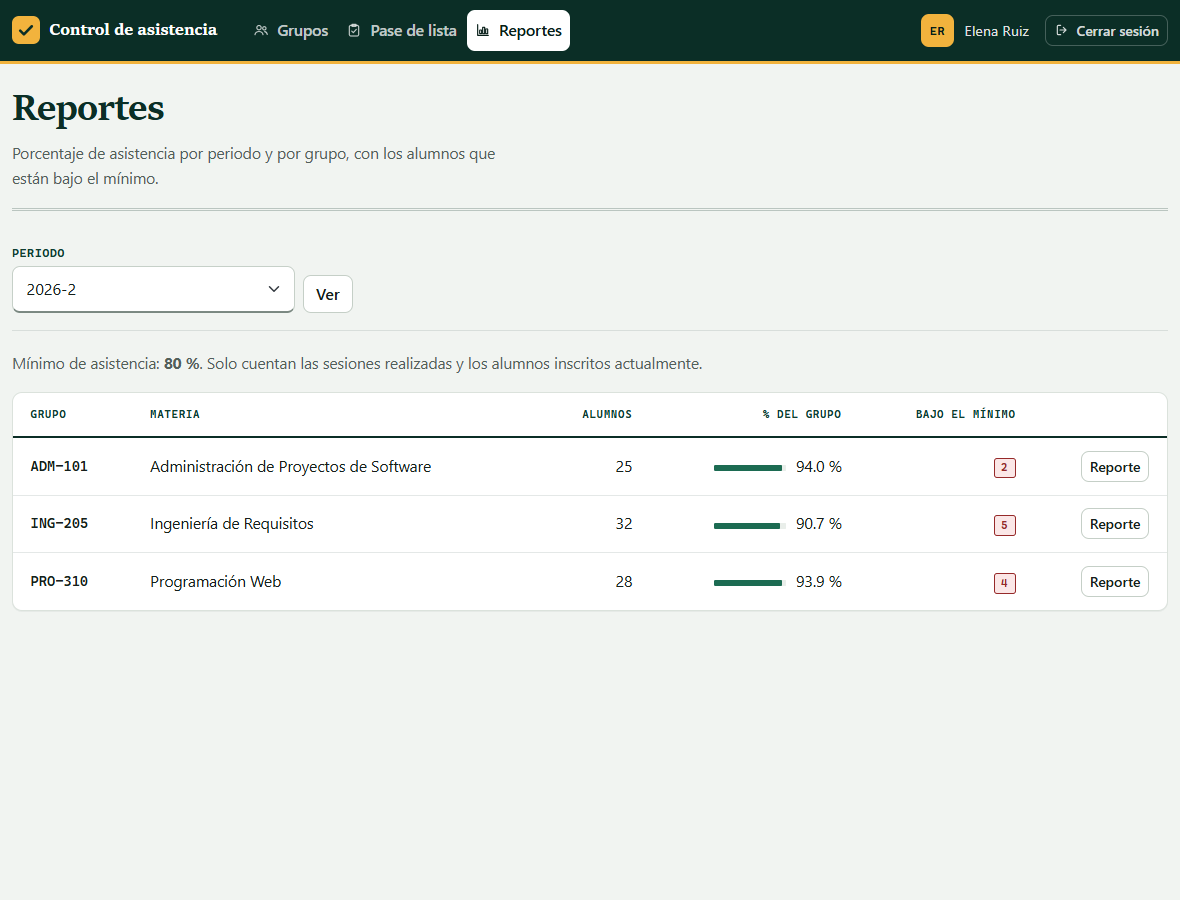 Control de asistencia
Grupos
Pase de lista
Reportes
ER
Elena Ruiz
Cerrar sesión
Reportes
Porcentaje de asistencia por periodo y por grupo, con los alumnos que
están bajo el mínimo.
PERIODO
2026-2
Ver
Mínimo de asistencia: 80 %. Solo cuentan las sesiones realizadas y los alumnos inscritos actualmente.
GRUPO MATERIA ALUMNOS % DEL GRUPO BAJO EL MÍNIMO
ADM-101 Administración de Proyectos de Software 25 94.0 % 2 Reporte
ING-205 Ingeniería de Requisitos 32 90.7 % 5 Reporte
PRO-310 Programación Web 28 93.9 % 4 Reporte